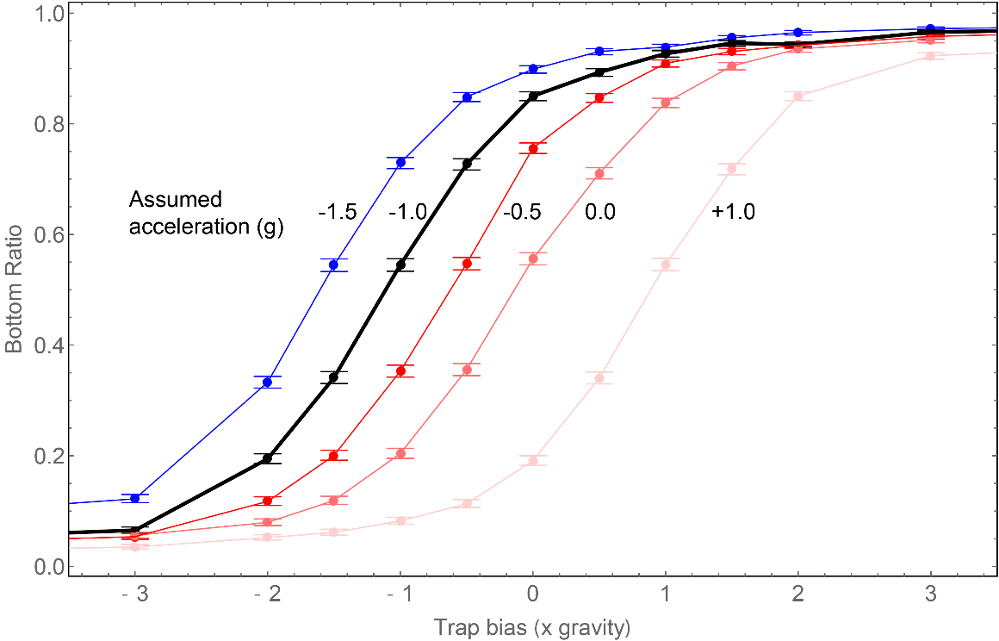 1.0
0.8
0.6
0.4
0.2
0.0
Bottom Ratio
Assumed
acceleration (g)
-1.5 -1.0 -0.5 0.0 +1.0
- 3 - 2 - 1 0 1 2 3
Trap bias (x gravity)